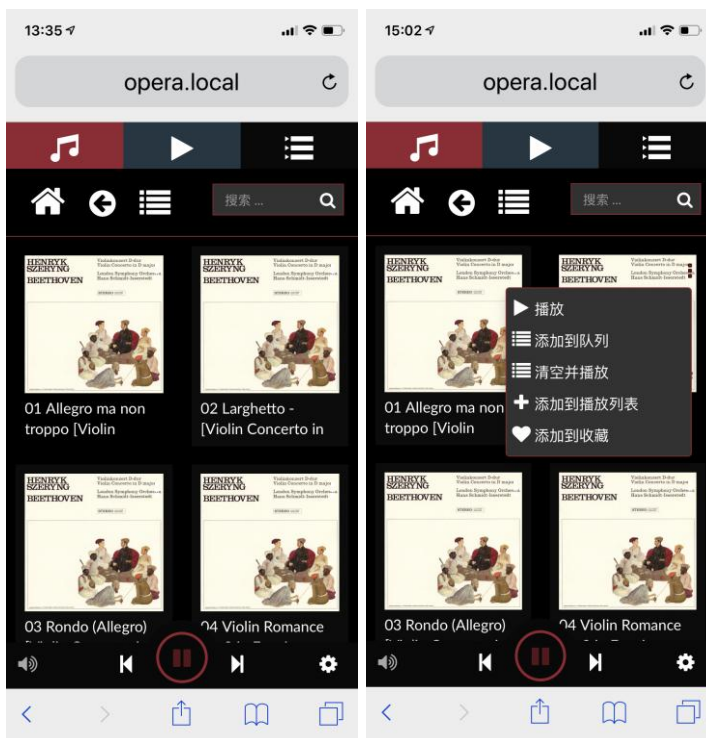 13:35
opera.local
搜索 ...
HENRYK
SZERYNG
BEETHOVEN
01 Allegro ma non
troppo [Violin
HENRYK
SZERYNG
BEETHOVEN
02 Larghetto -
[Violin Concerto in
HENRYK
SZERYNG
BEETHOVEN
03 Rondo (Allegro)
HENRYK
SZERYNG
BEETHOVEN
04 Violin Romance
15:02
opera.local
搜索 ...
HENRYK
SZERYNG
BEETHOVEN
01 Allegro ma non
troppo [Violin
HENRYK
SZERYNG
BEETHOVEN
播放
添加到队列
清空并播放
添加到播放列表
添加到收藏
HENRYK
SZERYNG
BEETHOVEN
03 Rondo (Allegro)
HENRYK
SZERYNG
BEETHOVEN
04 Violin Romance